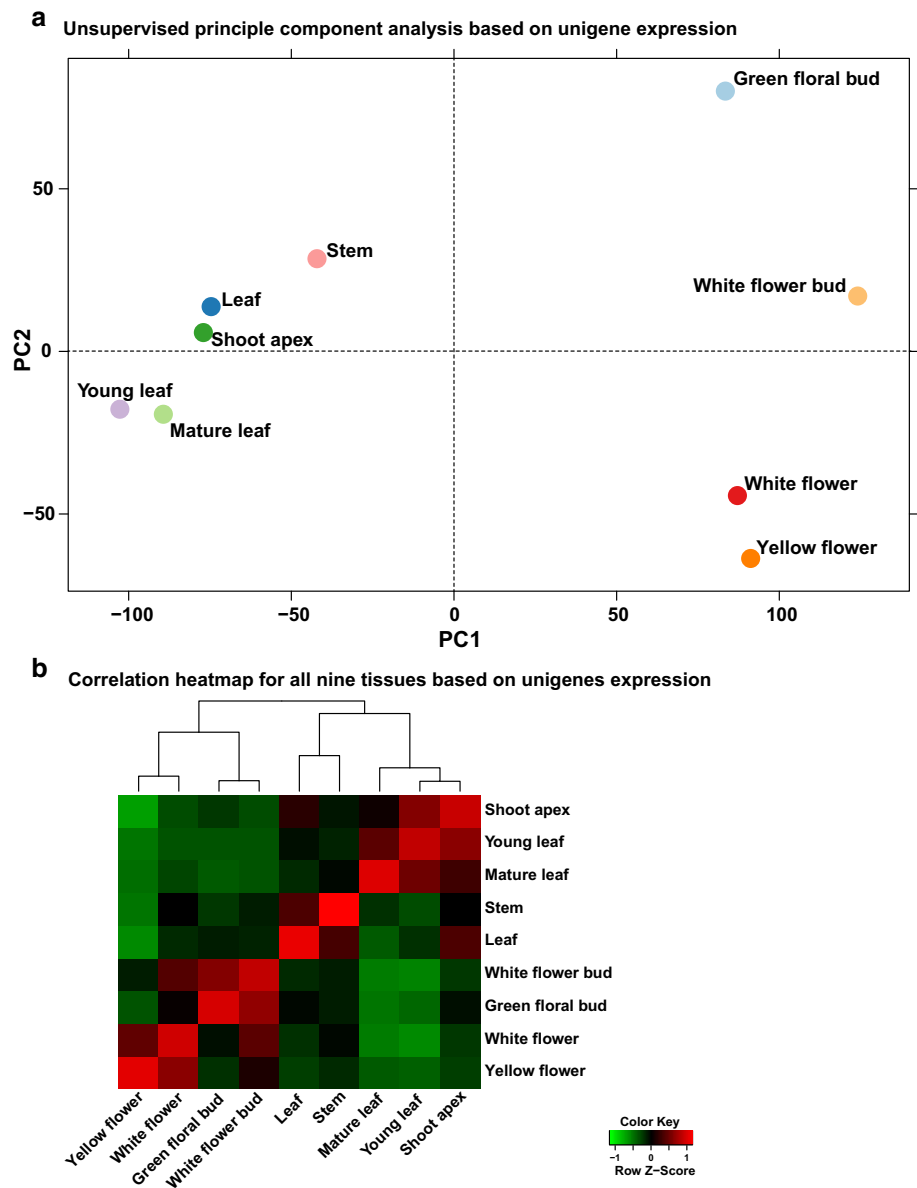 a
Unsupervised principle component analysis based on unigene expression
Green floral bud
50
Stem
White flower bud
Leaf
Shoot apex
PC2
0
Young leaf
Mature leaf
White flower
−50
Yellow flower
−100 −50 0 50 100
PC1
b
Correlation heatmap for all nine tissues based on unigenes expression
Shoot apex
Young leaf
Mature leaf
Stem
Leaf
White flower bud
Green floral bud
White flower
Yellow flower
Yellow flower
White flower
Green floral bud
White flower bud
Leaf
Stem
Mature leaf
Young leaf
Shoot apex
Color Key
−1 0 1
Row Z−Score